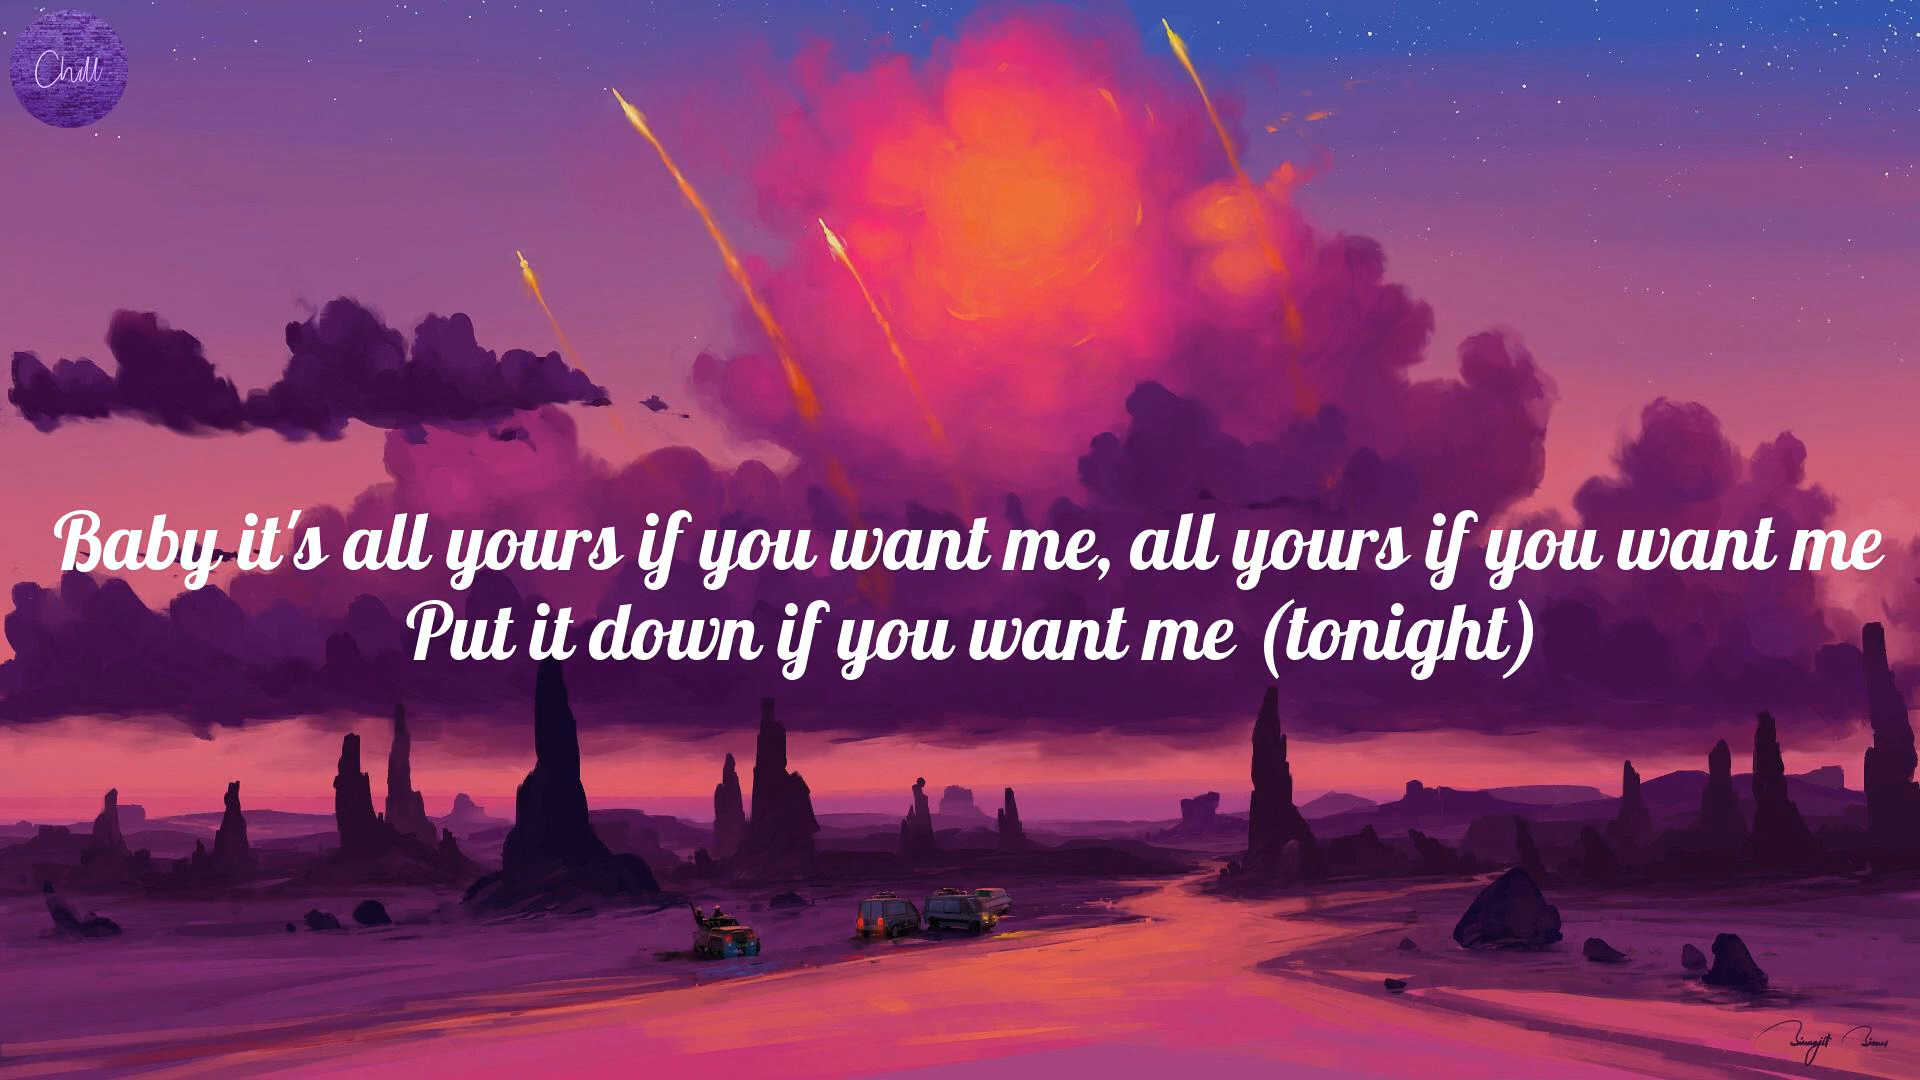 Chill
Baby it's all yours if you want me, all yours if you want me
Put it down if you want me (tonight)